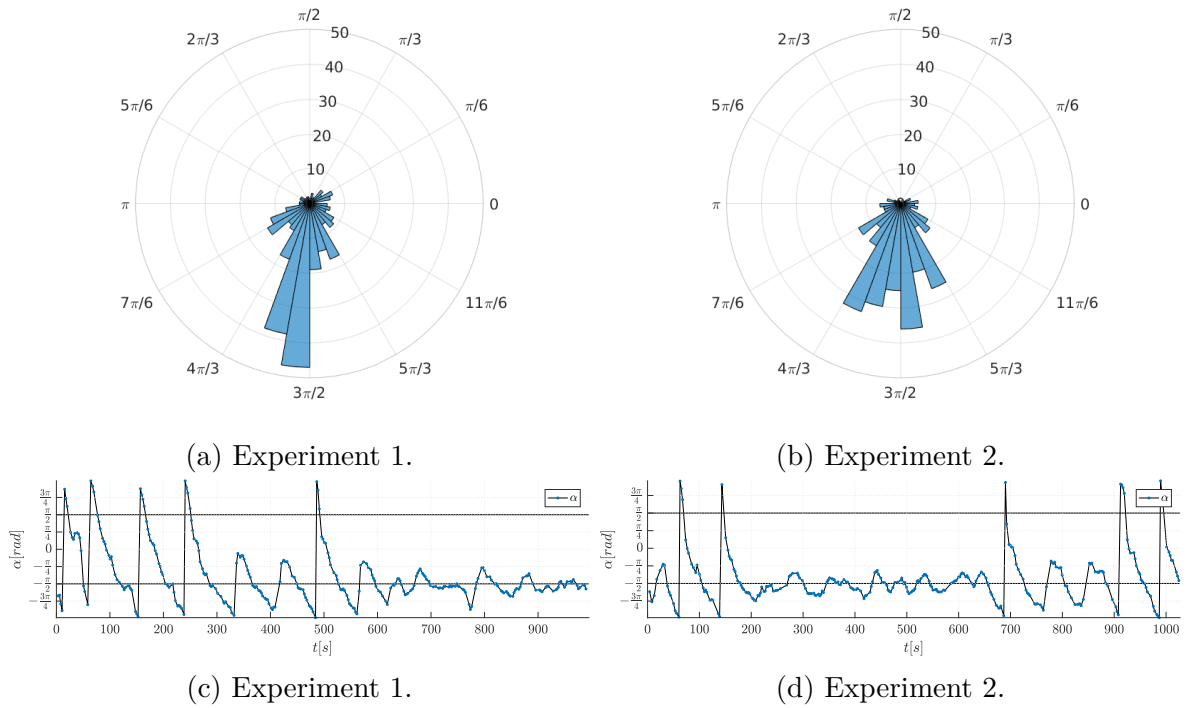 π/2
50
2π/3
π/3
40
30
5π/6
π/6
20
10
π
0
7π/6
11π/6
4π/3
5π/3
3π/2
π/2
50
2π/3
π/3
40
30
5π/6
π/6
20
10
π
0
7π/6
11π/6
4π/3
5π/3
3π/2
(a) Experiment 1.
(b) Experiment 2.
α[rad]
3π/4
π/2
π/4
0
-π/4
-π/2
-3π/4
α
0 100 200 300 400 500 600 700 800 900
t[s]
α[rad]
3π/4
π/2
π/4
0
-π/4
-π/2
-3π/4
α
0 100 200 300 400 500 600 700 800 900 1000
t[s]
(c) Experiment 1.
(d) Experiment 2.